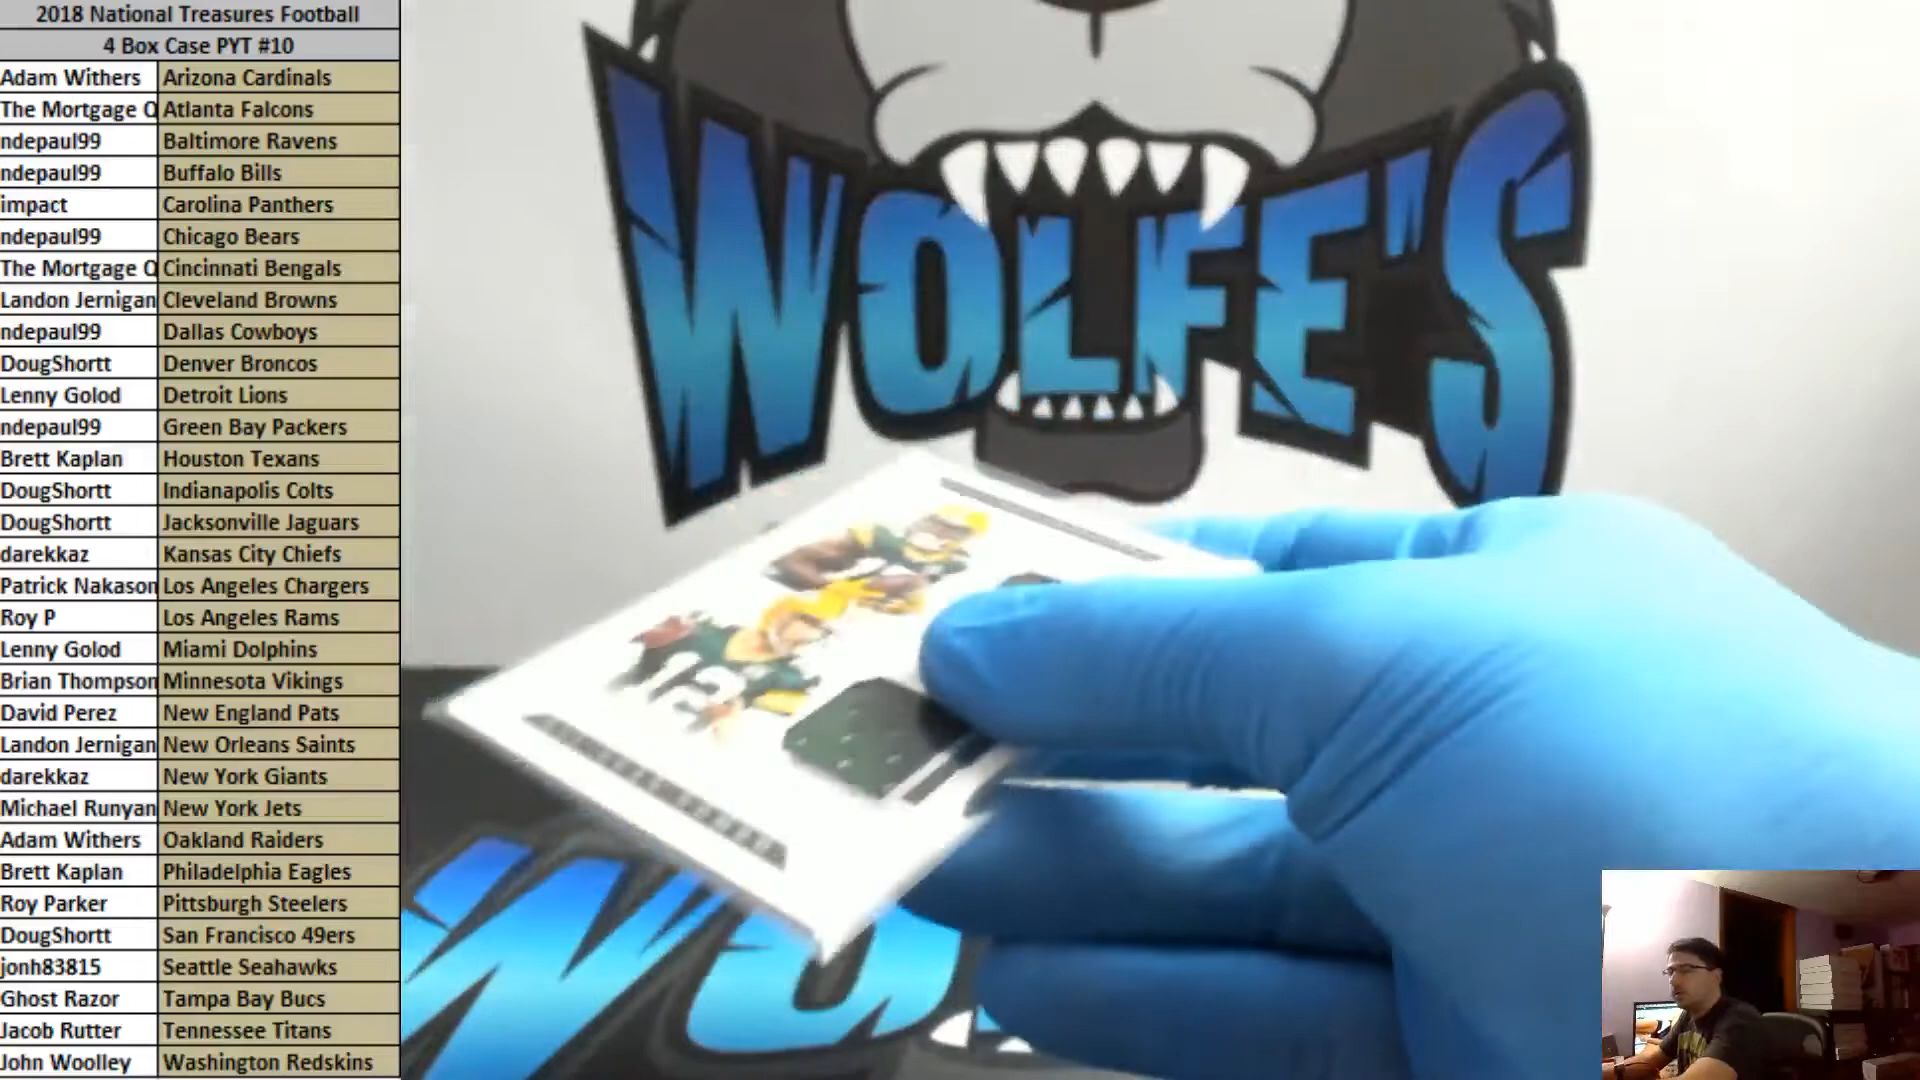 2018 National Treasures Football
4 Box Case PYT #10
Adam Withers Arizona Cardinals
The Mortgage Q Atlanta Falcons
ndepaul99 Baltimore Ravens
ndepaul99 Buffalo Bills
impact Carolina Panthers
ndepaul99 Chicago Bears
The Mortgage Q Cincinnati Bengals
Landon Jernigan Cleveland Browns
ndepaul99 Dallas Cowboys
DougShortt Denver Broncos
Lenny Golod Detroit Lions
ndepaul99 Green Bay Packers
Brett Kaplan Houston Texans
DougShortt Indianapolis Colts
DougShortt Jacksonville Jaguars
darekkaz Kansas City Chiefs
Patrick Nakason Los Angeles Chargers
Roy P Los Angeles Rams
Lenny Golod Miami Dolphins
Brian Thompson Minnesota Vikings
David Perez New England Pats
Landon Jernigan New Orleans Saints
darekkaz New York Giants
Michael Runyan New York Jets
Adam Withers Oakland Raiders
Brett Kaplan Philadelphia Eagles
Roy Parker Pittsburgh Steelers
DougShortt San Francisco 49ers
jonh83815 Seattle Seahawks
Ghost Razor Tampa Bay Bucs
Jacob Rutter Tennessee Titans
John Woolley Washington Redskins
WOLFE'S
12